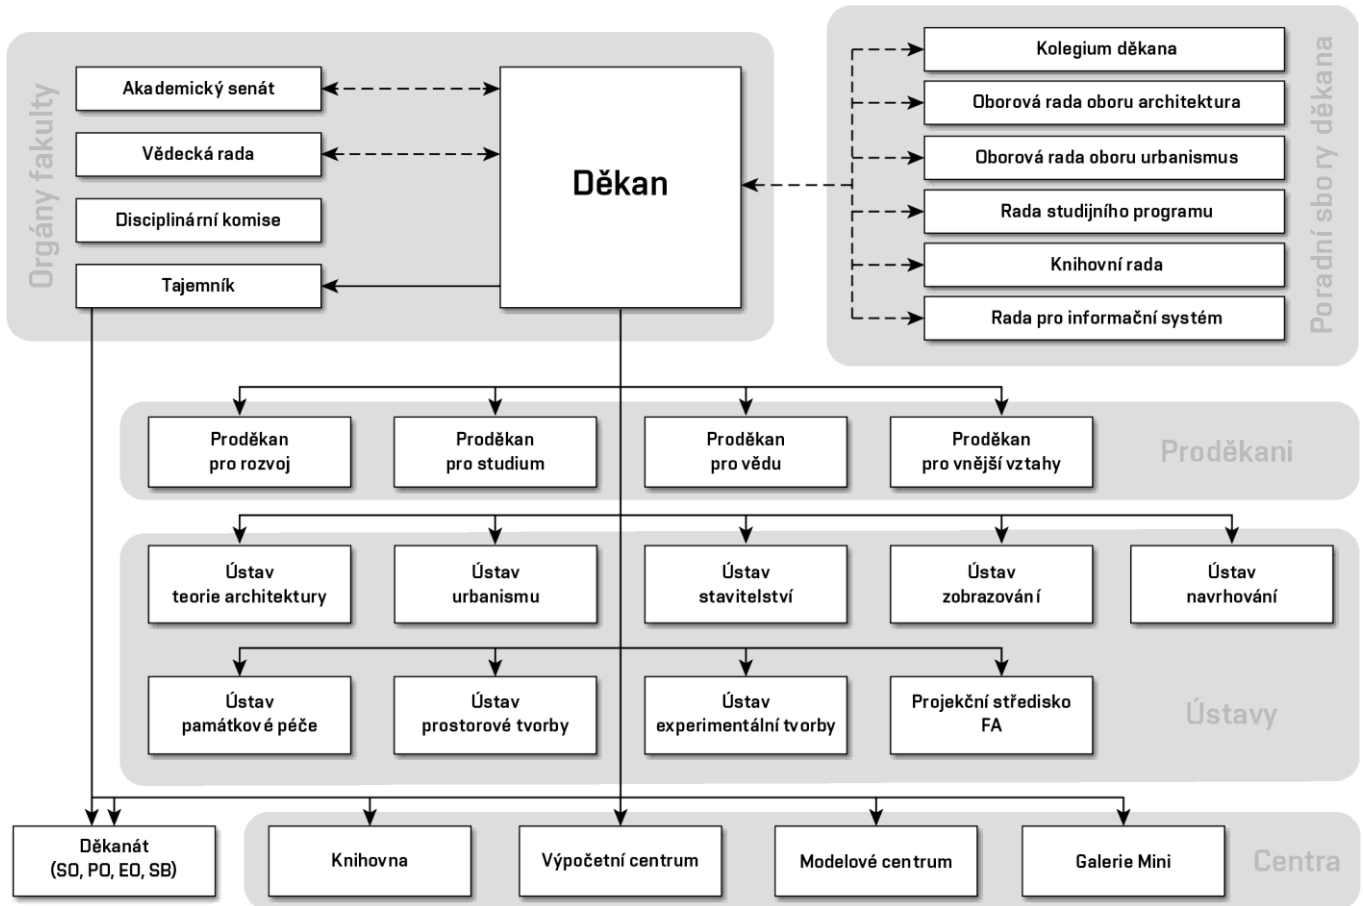 Orgány fakulty
Akademický senát
Vědecká rada
Disciplinární komise
Tajemník
Děkan
Kolegium děkana
Oborová rada oboru architektura
Oborová rada oboru urbanismus
Rada studijního programu
Knihovní rada
Rada pro informační systém
Poradní sbory děkana
Proděkan
pro rozvoj
Proděkan
pro studium
Proděkan
pro vědu
Proděkan
pro vnější vztahy
Proděkani
Ústav
teorie architektury
Ústav
urbanismu
Ústav
stavitelství
Ústav
zobrazování
Ústav
navrhování
Ústav
památkové péče
Ústav
prostorové tvorby
Ústav
experimentální tvorby
Projekční středisko
FA
Ústavy
Děkanát
(SO, PO, EO, SB)
Knihovna
Výpočetní centrum
Modelové centrum
Galerie Mini
Centra